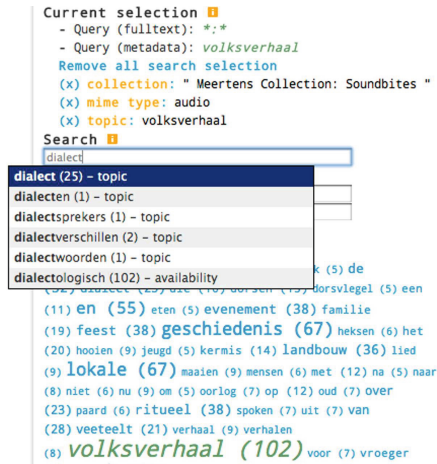 Current selection i
- Query (fulltext): *:*
- Query (metadata): volksverhaal
Remove all search selection
(x) collection: " Meertens Collection: Soundbites "
(x) mime type: audio
(x) topic: volksverhaal
Search i
dialect
dialect (25) – topic
dialecten (1) – topic
dialectsprekers (1) – topic
dialectverschillen (2) – topic
dialectwoorden (1) – topic
dialectologisch (102) – availability
k (5) de
dorsvlegel (5) een
(11) en (55) eten (5) evenement (38) familie
(19) feest (38) geschiedenis (67) heksen (6) het
(20) hooien (9) jeugd (5) kermis (14) landbouw (36) lied
(9) lokale (67) maaien (9) mensen (6) met (12) na (5) naar
(8) niet (6) nu (9) om (5) oorlog (7) op (12) oud (7) over
(23) paard (6) ritueel (38) spoken (7) uit (7) van
(28) veeteelt (21) verhaal (9) verhalen
(8) volksverhaal (102) voor (7) vroeger